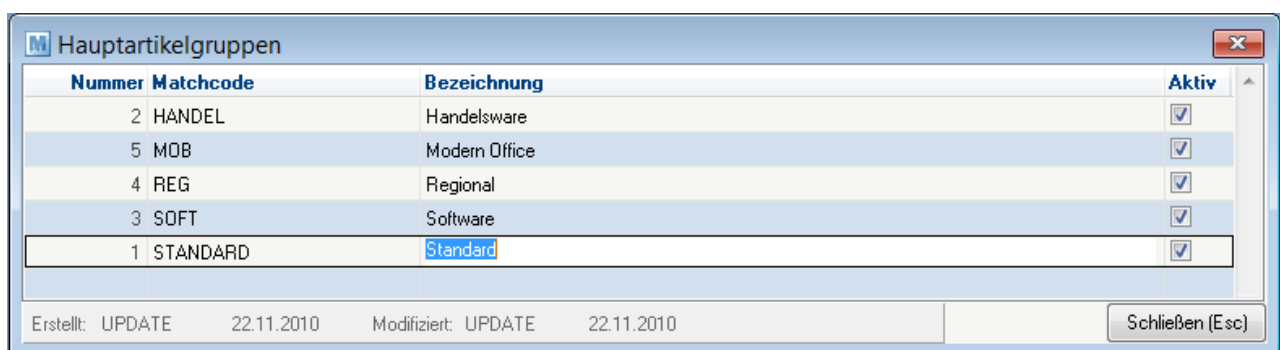 M Hauptartikelgruppen
Nummer Matchcode Bezeichnung Aktiv
2 HANDEL Handelsware
5 MOB Modern Office
4 REG Regional
3 SOFT Software
1 STANDARD Standard
Erstellt: UPDATE 22.11.2010 Modifiziert: UPDATE 22.11.2010 Schließen (Esc)